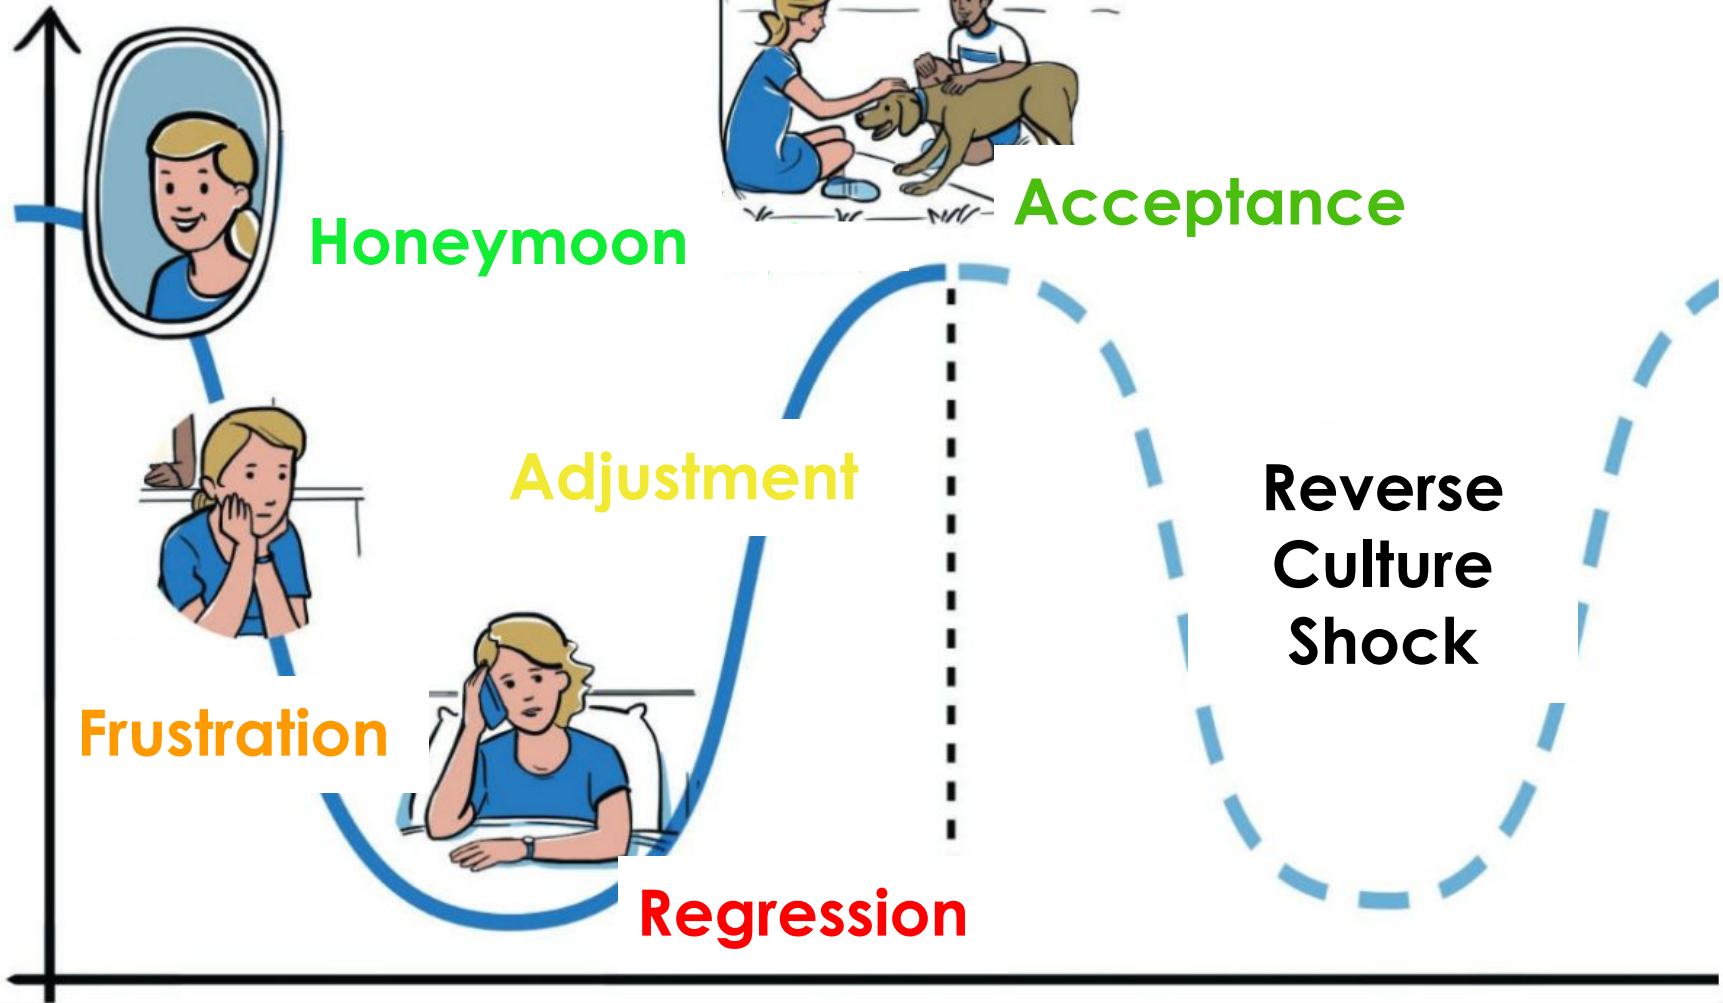 Honeymoon
Frustration
Regression
Adjustment
Acceptance
Reverse
Culture
Shock